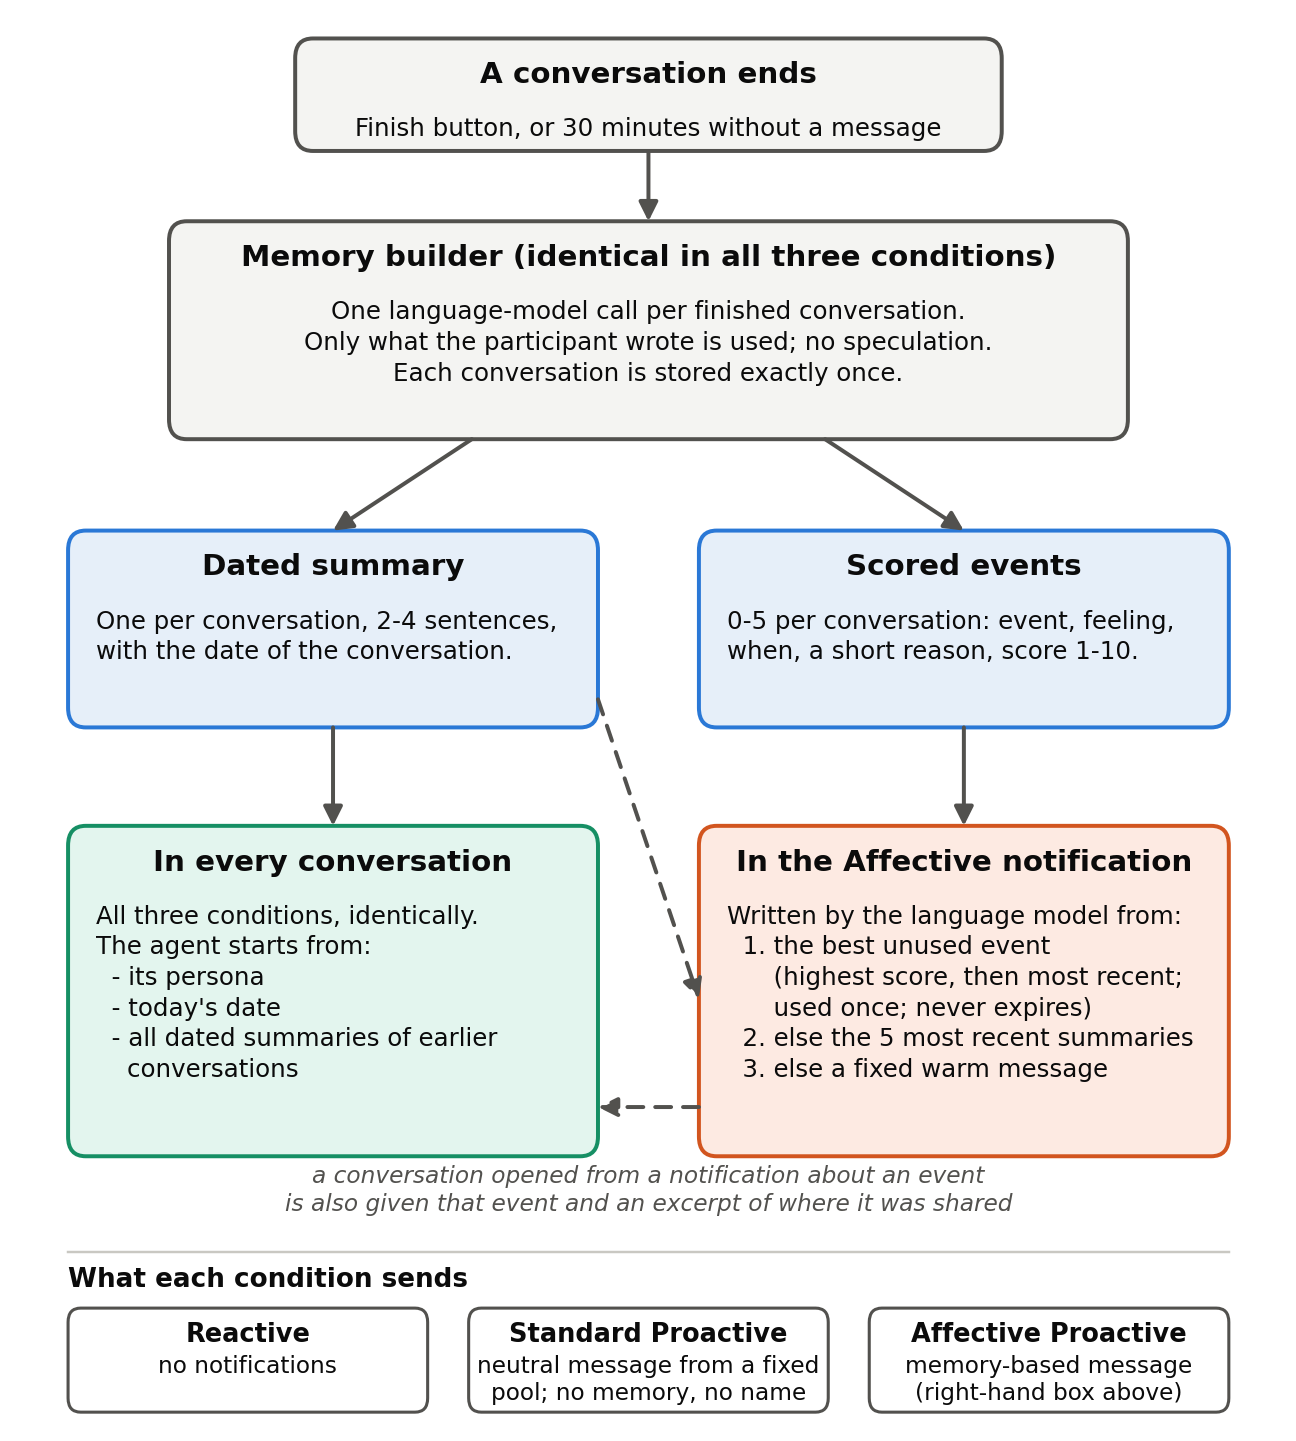 A conversation ends
Finish button, or 30 minutes without a message
Memory builder (identical in all three conditions)
One language-model call per finished conversation.
Only what the participant wrote is used; no speculation.
Each conversation is stored exactly once.
Dated summary
One per conversation, 2-4 sentences,
with the date of the conversation.
Scored events
0-5 per conversation: event, feeling,
when, a short reason, score 1-10.
In every conversation
All three conditions, identically.
The agent starts from:
- its persona
- today's date
- all dated summaries of earlier
conversations
In the Affective notification
Written by the language model from:
1. the best unused event
(highest score, then most recent;
used once; never expires)
2. else the 5 most recent summaries
3. else a fixed warm message
a conversation opened from a notification about an event
is also given that event and an excerpt of where it was shared
What each condition sends
Reactive
no notifications
Standard Proactive
neutral message from a fixed
pool; no memory, no name
Affective Proactive
memory-based message
(right-hand box above)